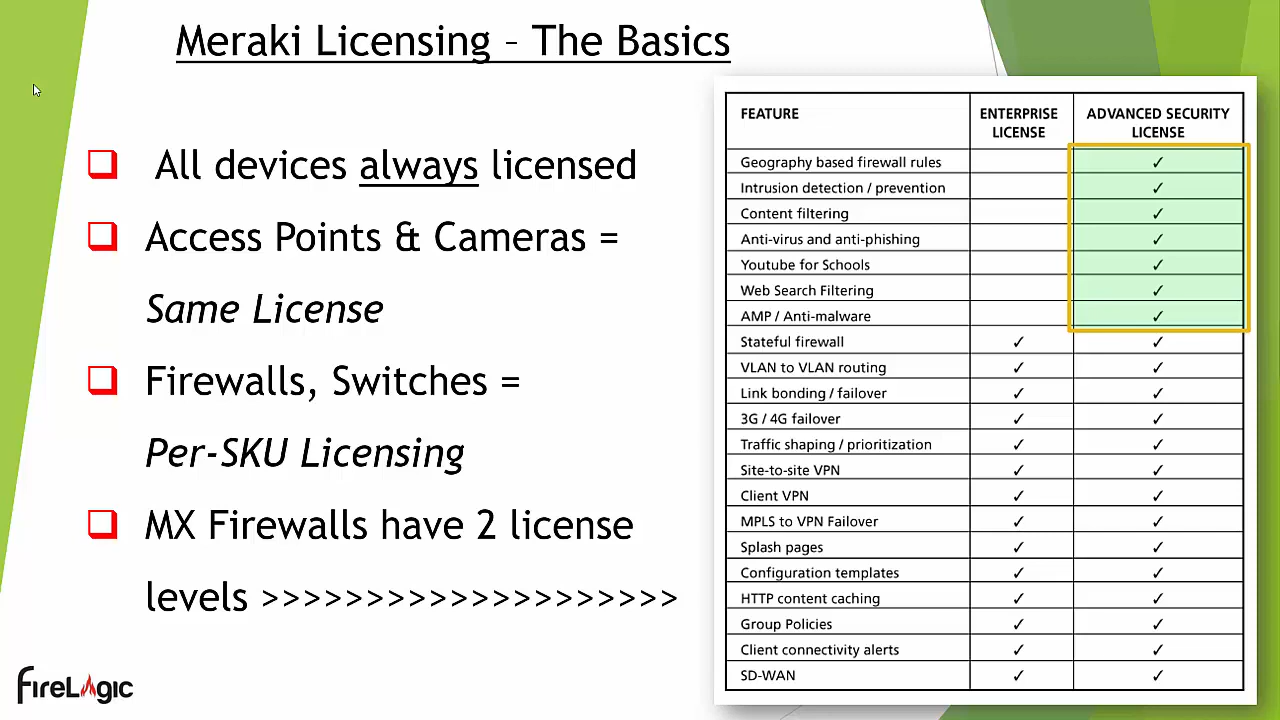 Meraki Licensing – The Basics
All devices always licensed
Access Points & Cameras =
Same License
Firewalls, Switches =
Per-SKU Licensing
MX Firewalls have 2 license
levels >>>>>>>>>>>>>>>>>>>>
FEATURE ENTERPRISE LICENSE ADVANCED SECURITY LICENSE
Geography based firewall rules ✓
Intrusion detection / prevention ✓
Content filtering ✓
Anti-virus and anti-phishing ✓
Youtube for Schools ✓
Web Search Filtering ✓
AMP / Anti-malware ✓
Stateful firewall ✓ ✓
VLAN to VLAN routing ✓ ✓
Link bonding / failover ✓ ✓
3G / 4G failover ✓ ✓
Traffic shaping / prioritization ✓ ✓
Site-to-site VPN ✓ ✓
Client VPN ✓ ✓
MPLS to VPN Failover ✓ ✓
Splash pages ✓ ✓
Configuration templates ✓ ✓
HTTP content caching ✓ ✓
Group Policies ✓ ✓
Client connectivity alerts ✓ ✓
SD-WAN ✓ ✓
FireLogic